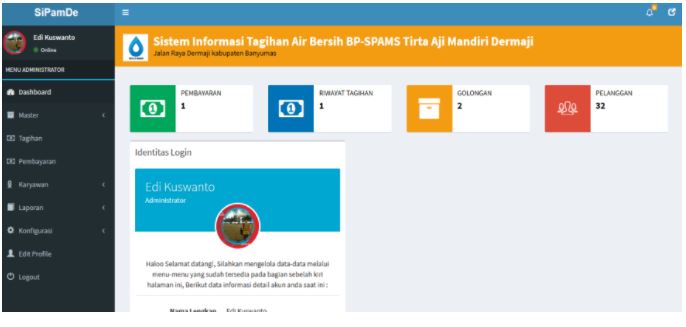 SiPamDe
Edi Kuswanto
Online
MENU ADMINISTRATOR
Dashboard
Master
Tagihan
Pembayaran
Karyawan
Laporan
Konfigurasi
Edit Profile
Logout
Sistem Informasi Tagihan Air Bersih BP-SPAMS Tirta Aji Mandiri Dermaji
Jalan Raya Dermaji kabupaten Banyumas
PEMBAYARAN
1
RIWAYAT TAGIHAN
1
GOLONGAN
2
PELANGGAN
32
Identitas Login
Edi Kuswanto
Administrator
Haloo Selamat datangi, Silahkan mengelola data-data melalui
menu-menu yang sudah tersedia pada bagian sebelah kiri
halaman ini, Berikut data informasi detail akun anda saat ini :
Nama Lengkap Edi Kuswanto